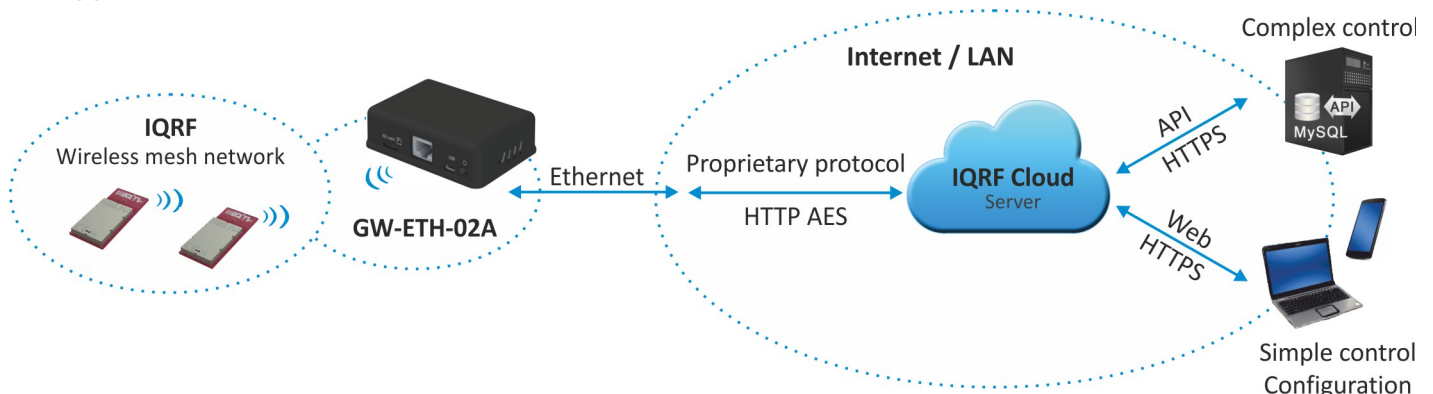 IQRF
Wireless mesh network
GW-ETH-02A
Ethernet
Internet / LAN
Proprietary protocol
HTTP AES
IQRF Cloud
Server
API
HTTPS
Web
HTTPS
Complex control
API
MySQL
Simple control
Configuration